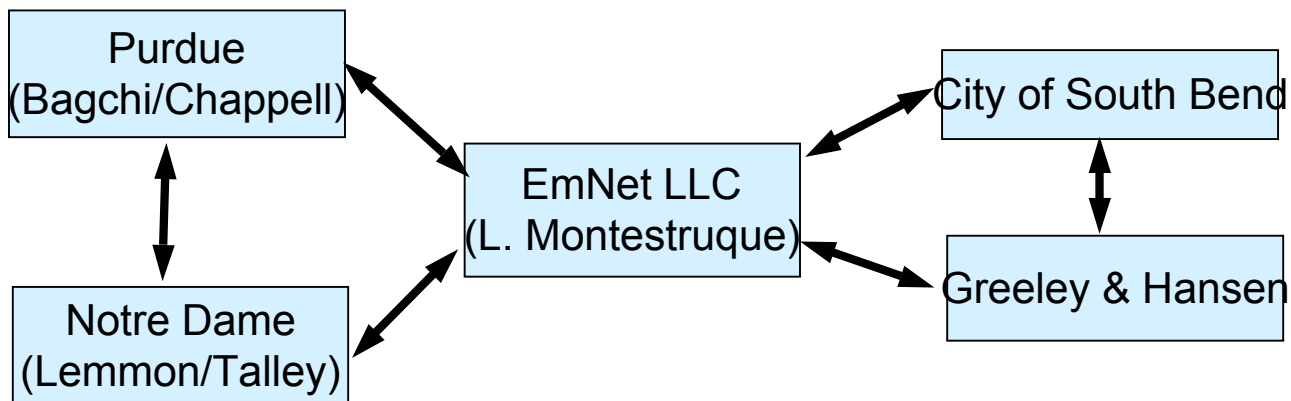 Purdue
(Bagchi/Chappell)
City of South Bend
EmNet LLC
(L. Montestruque)
Greeley & Hansen
Notre Dame
(Lemmon/Talley)